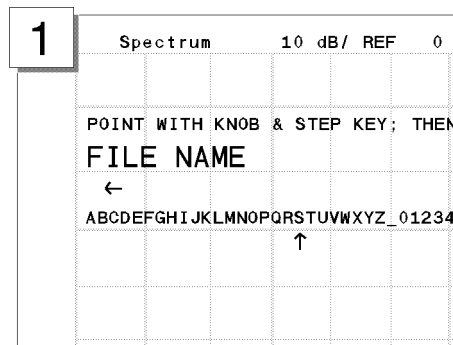 1
Spectrum 10 dB/ REF 0
POINT WITH KNOB & STEP KEY; THEN
FILE NAME
←
ABCDEFGHIJKLMNOPQRSTUVWXYZ_01234
↑